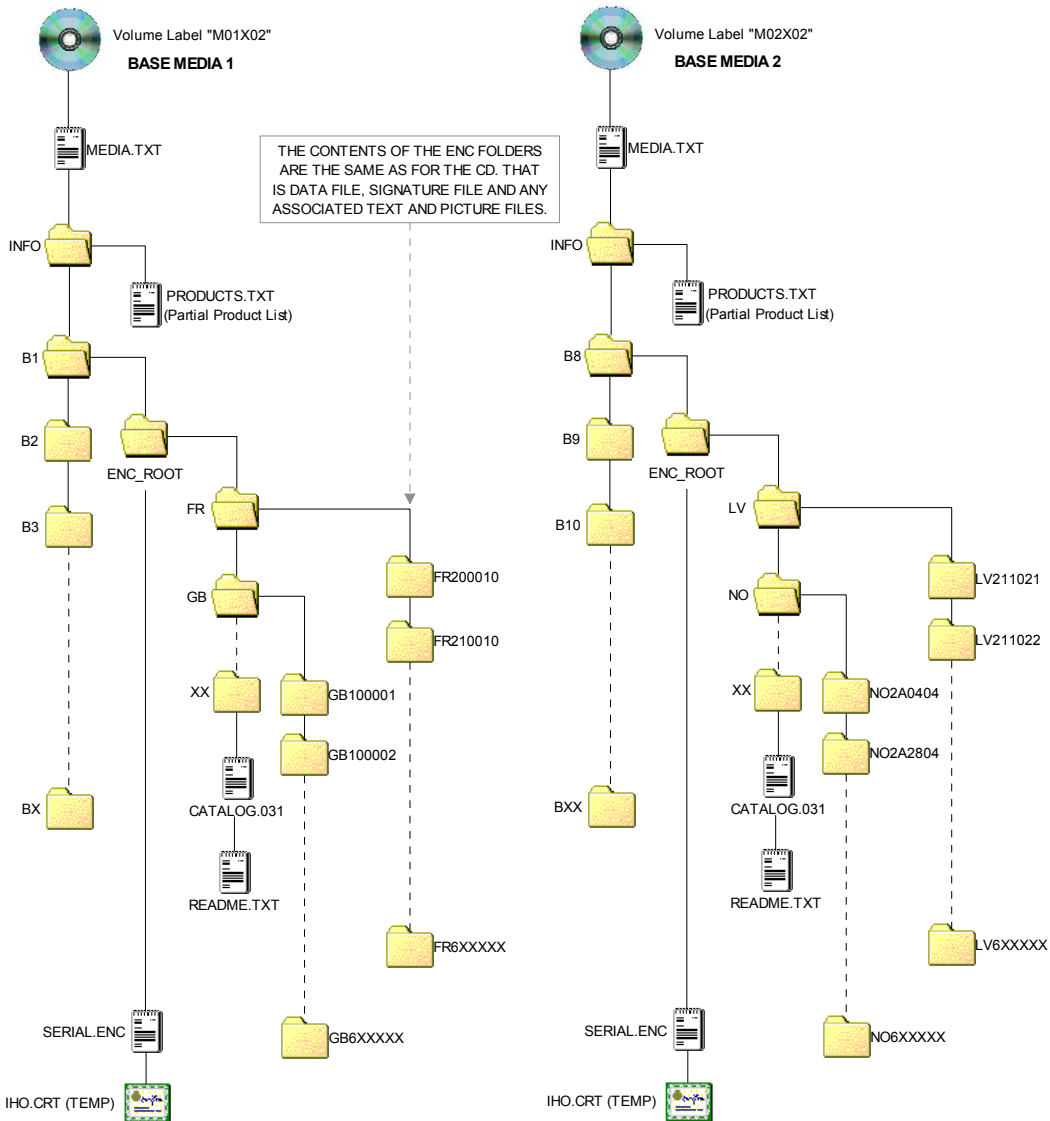 Volume Label "M01X02"
BASE MEDIA 1
MEDIA.TXT
THE CONTENTS OF THE ENC FOLDERS
ARE THE SAME AS FOR THE CD. THAT
IS DATA FILE, SIGNATURE FILE AND ANY
ASSOCIATED TEXT AND PICTURE FILES.
INFO
PRODUCTS.TXT
(Partial Product List)
B1
B2
ENC_ROOT
B3
FR
FR200010
GB
FR210010
XX
GB100001
GB100002
BX
CATALOG.031
README.TXT
FR6XXXXX
SERIAL.ENC
GB6XXXXX
IHO.CRT (TEMP)
Volume Label "M02X02"
BASE MEDIA 2
MEDIA.TXT
INFO
PRODUCTS.TXT
(Partial Product List)
B8
B9
ENC_ROOT
B10
LV
LV211021
NO
LV211022
XX
NO2A0404
NO2A2804
BXX
CATALOG.031
README.TXT
LV6XXXXX
SERIAL.ENC
NO6XXXXX
IHO.CRT (TEMP)